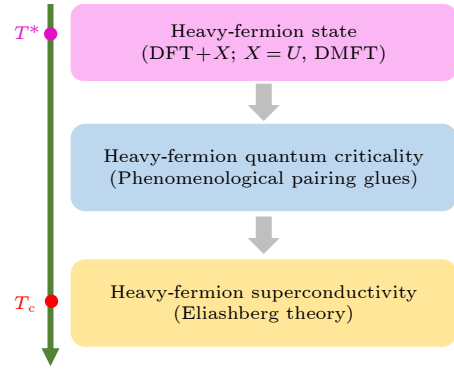 T*
Heavy-fermion state
(DFT+X; X = U, DMFT)
Heavy-fermion quantum criticality
(Phenomenological pairing glues)
Heavy-fermion superconductivity
(Eliashberg theory)
Tc